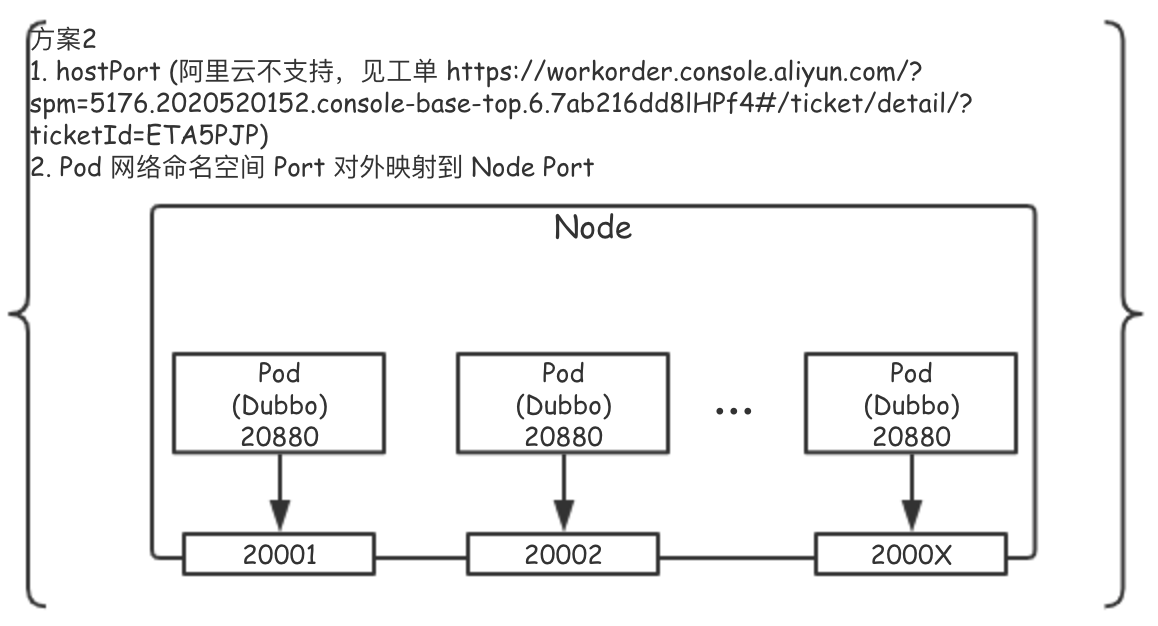 方案2
1. hostPort (阿里云不支持，见工单 https://workorder.console.aliyun.com/?
spm=5176.2020520152.console-base-top.6.7ab216dd8lHPf4#/ticket/detail/?
ticketId=ETA5PJP)
2. Pod 网络命名空间 Port 对外映射到 Node Port
Node
Pod
(Dubbo)
20880
Pod
(Dubbo)
20880
...
Pod
(Dubbo)
20880
20001
20002
2000X